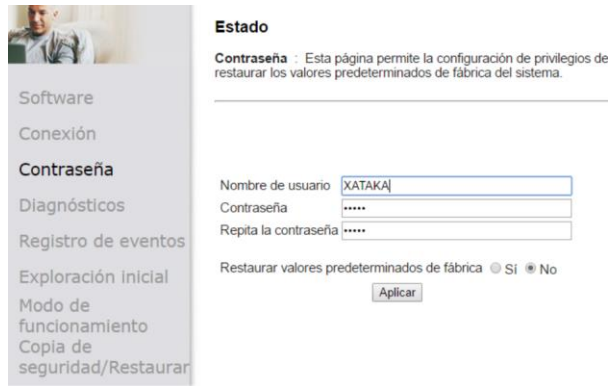 Software
Conexión
Contraseña
Diagnósticos
Registro de eventos
Exploración inicial
Modo de
funcionamiento
Copia de
seguridad/Restaurar
Estado
Contraseña : Esta página permite la configuración de privilegios de
restaurar los valores predeterminados de fábrica del sistema.
Nombre de usuario XATAKA
Contraseña •••••
Repita la contraseña •••••
Restaurar valores predeterminados de fábrica Sí No
Aplicar